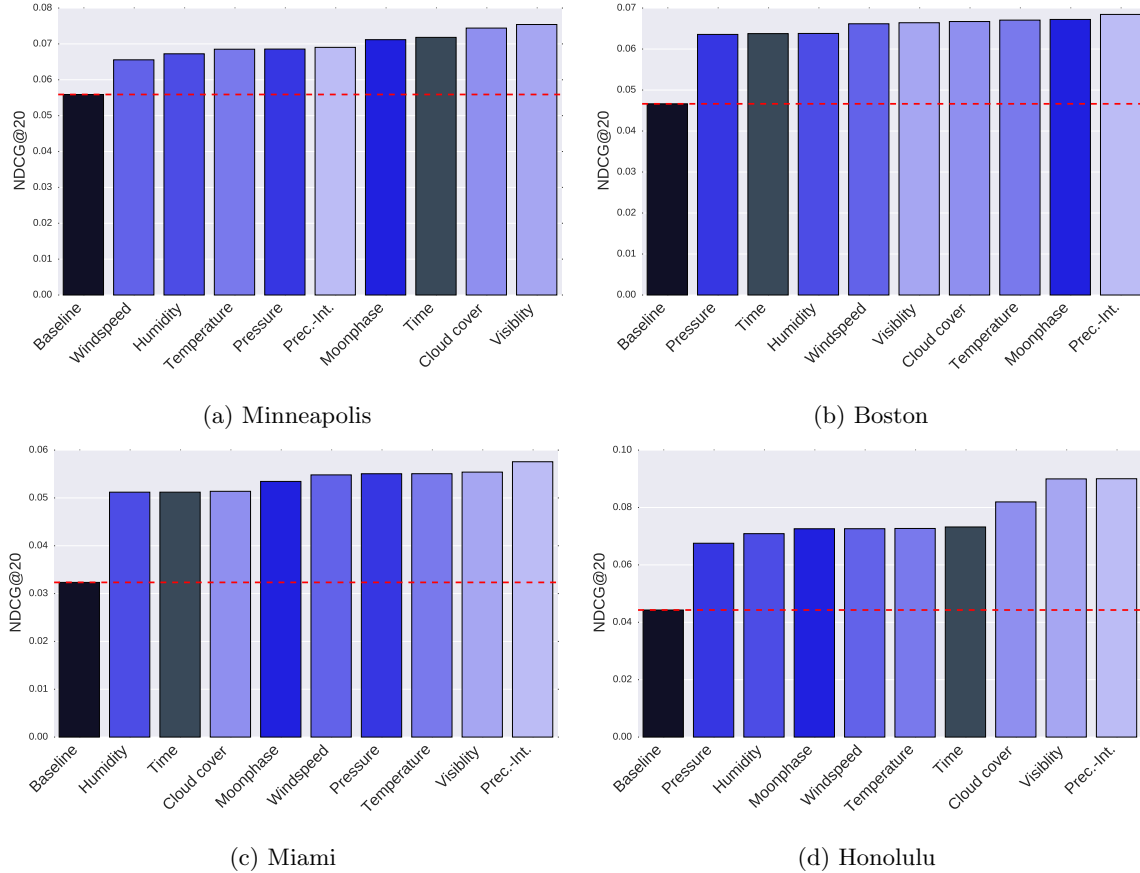 0.08
0.07
0.06
0.05
0.04
0.03
0.02
0.01
0.00
NDCG@20
Baseline
Windspeed
Humidity
Temperature
Pressure
Prec.-Int.
Moonphase
Time
Cloud cover
Visiblity
(a) Minneapolis
0.07
0.06
0.05
0.04
0.03
0.02
0.01
0.00
NDCG@20
Baseline
Pressure
Time
Humidity
Windspeed
Visiblity
Cloud cover
Temperature
Moonphase
Prec.-Int.
(b) Boston
0.06
0.05
0.04
0.03
0.02
0.01
0.00
NDCG@20
Baseline
Humidity
Time
Cloud cover
Moonphase
Windspeed
Pressure
Temperature
Visiblity
Prec.-Int.
(c) Miami
0.10
0.08
0.06
0.04
0.02
0.00
NDCG@20
Baseline
Pressure
Humidity
Moonphase
Windspeed
Temperature
Time
Cloud cover
Visiblity
Prec.-Int.
(d) Honolulu